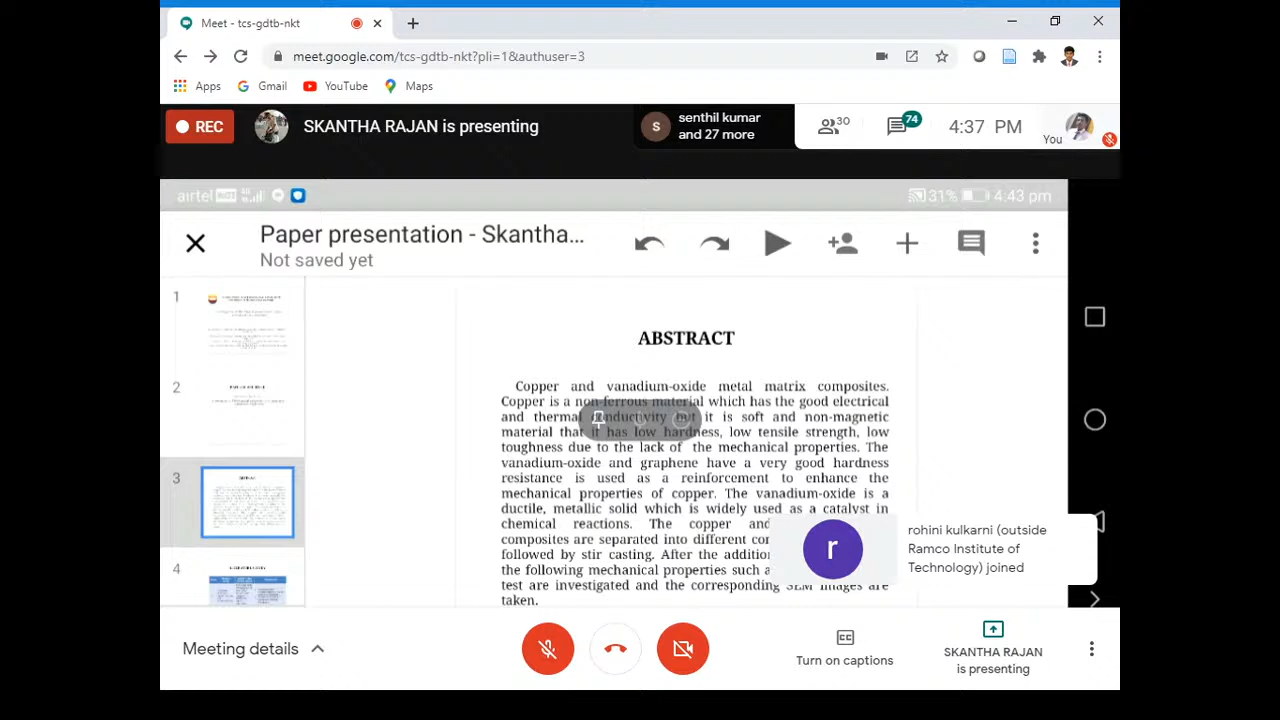 Meet - tcs-gdtb-nkt
meet.google.com/tcs-gdtb-nkt?pli=1&authuser=3
Apps Gmail YouTube Maps
REC
SKANTHA RAJAN is presenting
S
senthil kumar
and 27 more
30
74
4:37 PM
You
airtel VoLTE
31% 4:43 pm
Paper presentation - Skantha...
Not saved yet
1
2
3
4
ABSTRACT
Copper and vanadium-oxide metal matrix composites.
Copper is a non-ferrous material which has the good electrical
and thermal conductivity but it is soft and non-magnetic
material that it has low hardness, low tensile strength, low
toughness due to the lack of the mechanical properties. The
vanadium-oxide and graphene have a very good hardness
resistance is used as a reinforcement to enhance the
mechanical properties of copper. The vanadium-oxide is a
ductile, metallic solid which is widely used as a catalyst in
chemical reactions. The copper and
composites are separated into different
followed by stir casting. After the
the following mechanical properties such
test are investigated and the corresponding SEM images are
taken.
r
rohini kulkarni (outside
Ramco Institute of
Technology) joined
Meeting details
CC
Turn on captions
SKANTHA RAJAN
is presenting